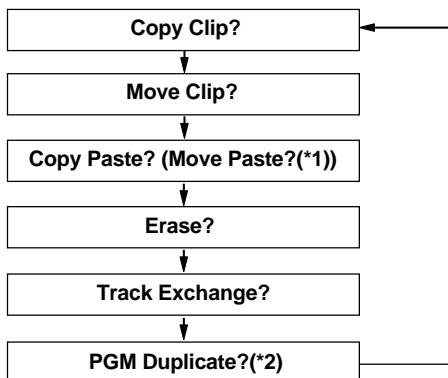 Copy Clip?
Move Clip?
Copy Paste? (Move Paste?(*1))
Erase?
Track Exchange?
PGM Duplicate?(*2)